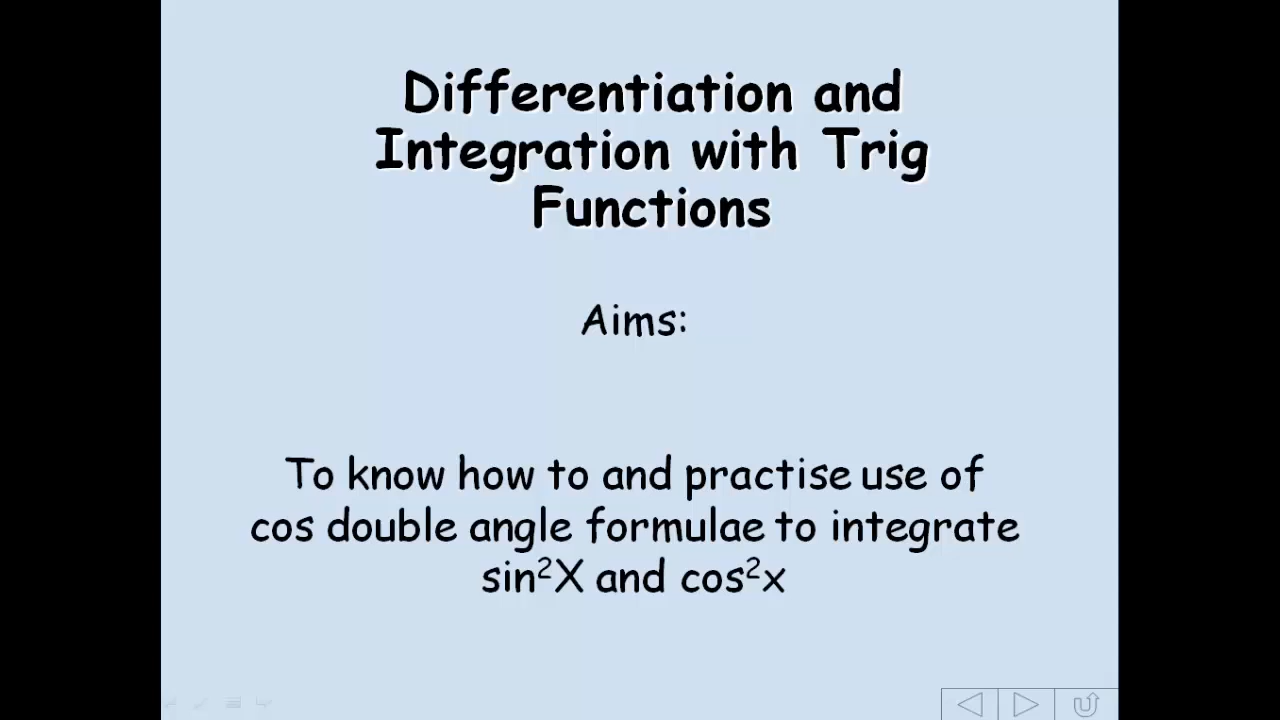 Differentiation and
Integration with Trig
Functions
Aims:
To know how to and practise use of
cos double angle formulae to integrate
sin²X and cos²x